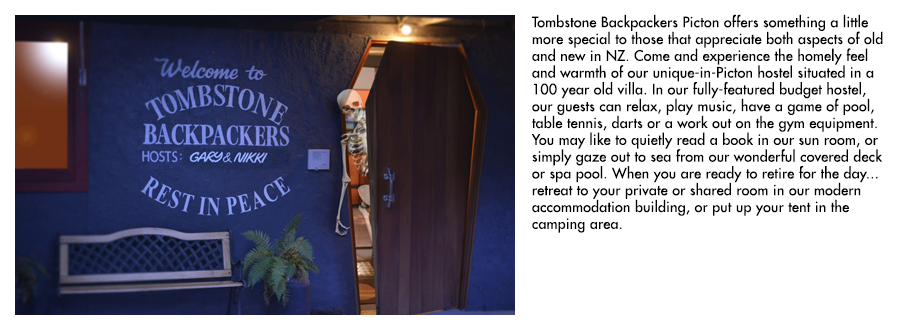 Welcome to
TOMBSTONE
BACKPACKERS
HOSTS: GARY & NIKKI
REST IN PEACE
Tombstone Backpackers Picton offers something a little
more special to those that appreciate both aspects of old
and new in NZ. Come and experience the homely feel
and warmth of our unique-in-Picton hostel situated in a
100 year old villa. In our fully-featured budget hostel,
our guests can relax, play music, have a game of pool,
table tennis, darts or a work out on the gym equipment.
You may like to quietly read a book in our sun room, or
simply gaze out to sea from our wonderful covered deck
or spa pool. When you are ready to retire for the day...
retreat to your private or shared room in our modern
accommodation building, or put up your tent in the
camping area.